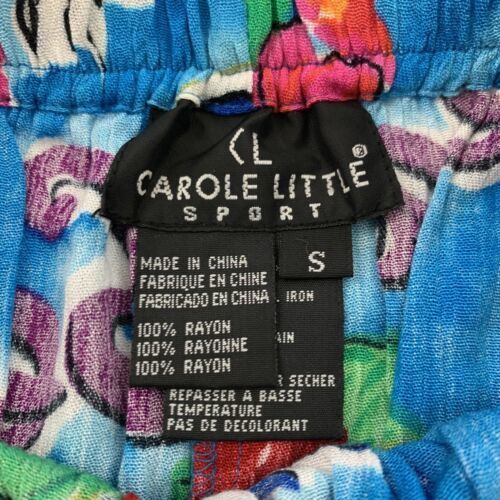 CL
CAROLE LITTLE®
SPORT
S
MADE IN CHINA
FABRIQUE EN CHINE
FABRICADO EN CHINA
100% RAYON
100% RAYONNE
100% RAYON
IRON
SECHER
REPASSER A BASSE
TEMPERATURE
PAS DE DECOLORANT